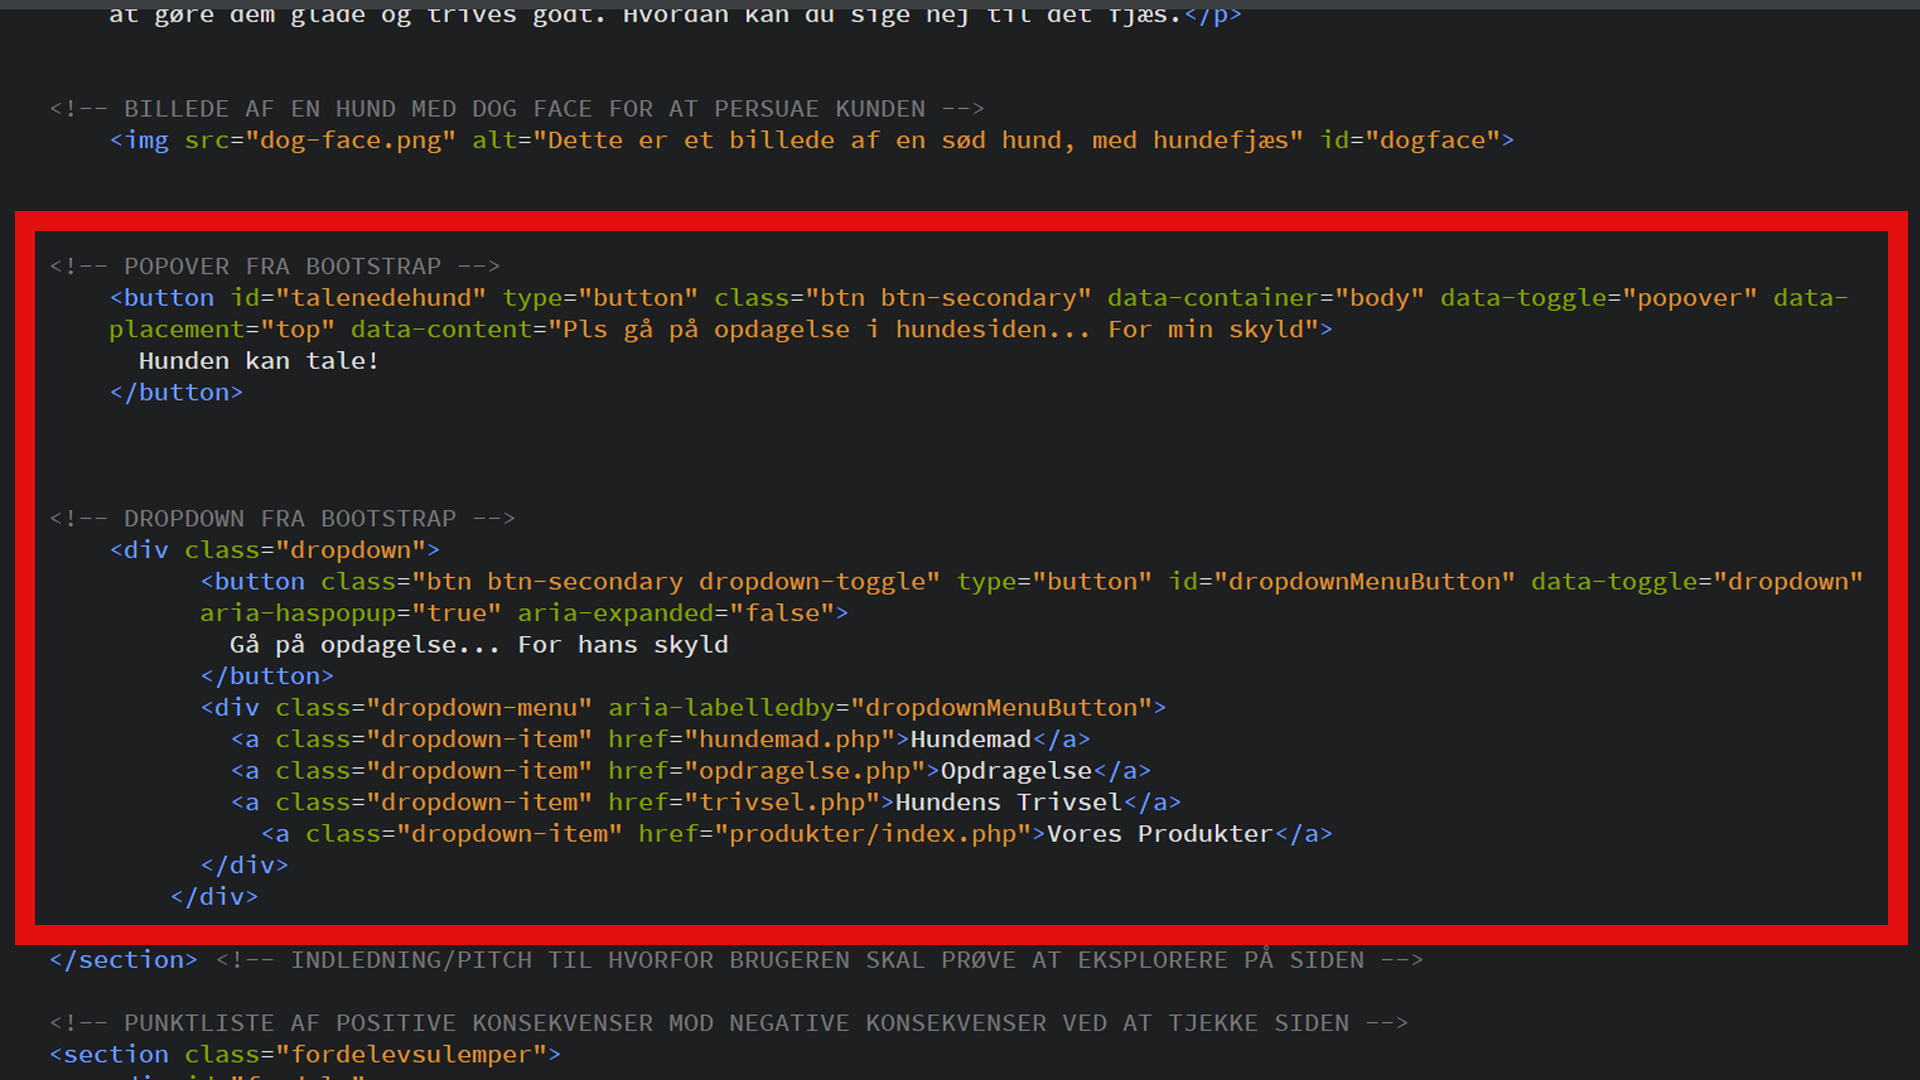 at gøre dem glade og trives godt. Hvordan kan du sige nej til det fjæs.</p>
<!-- BILLEDE AF EN HUND MED DOG FACE FOR AT PERSUAE KUNDEN -->
<img src="dog-face.png" alt="Dette er et billede af en sød hund, med hundefjæs" id="dogface">
<!-- POPOVER FRA BOOTSTRAP -->
<button id="talenedehund" type="button" class="btn btn-secondary" data-container="body" data-toggle="popover" data-
placement="top" data-content="Pls gå på opdagelse i hundesiden... For min skyld">
Hunden kan tale!
</button>
<!-- DROPDOWN FRA BOOTSTRAP -->
<div class="dropdown">
<button class="btn btn-secondary dropdown-toggle" type="button" id="dropdownMenuButton" data-toggle="dropdown"
aria-haspopup="true" aria-expanded="false">
Gå på opdagelse... For hans skyld
</button>
<div class="dropdown-menu" aria-labelledby="dropdownMenuButton">
<a class="dropdown-item" href="hundemad.php">Hundemad</a>
<a class="dropdown-item" href="opdragelse.php">Opdragelse</a>
<a class="dropdown-item" href="trivsel.php">Hundens Trivsel</a>
<a class="dropdown-item" href="produkter/index.php">Vores Produkter</a>
</div>
</div>
</section> <!-- INDLEDNING/PITCH TIL HVORFOR BRUGEREN SKAL PRØVE AT EKSPLORERE PÅ SIDEN -->
<!-- PUNKTLISTE AF POSITIVE KONSEKVENSER MOD NEGATIVE KONSEKVENSER VED AT TJEKKE SIDEN -->
<section class="fordelevsulemper">